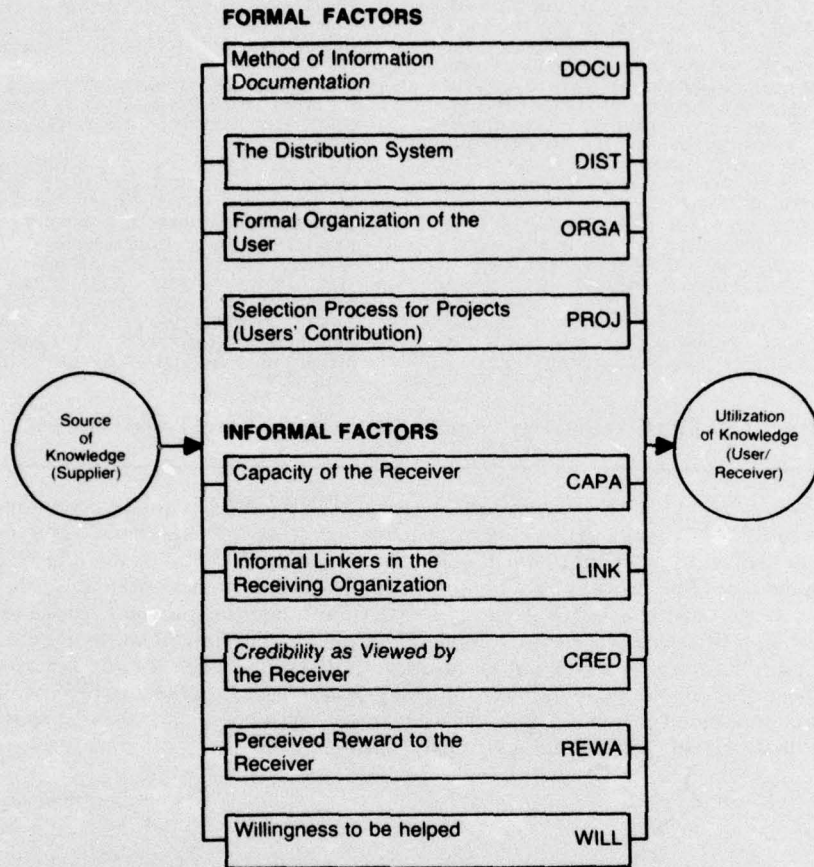 FORMAL FACTORS
Method of Information DOCU
Documentation
The Distribution System DIST
Formal Organization of the
User ORGA
Selection Process for Projects
(Users' Contribution) PROJ
Source
of
Knowledge
(Supplier)
Utilization
of Knowledge
(User/
Receiver)
INFORMAL FACTORS
Capacity of the Receiver CAPA
Informal Linkers in the
Receiving Organization LINK
Credibility as Viewed by
the Receiver CRED
Perceived Reward to the
Receiver REWA
Willingness to be helped WILL